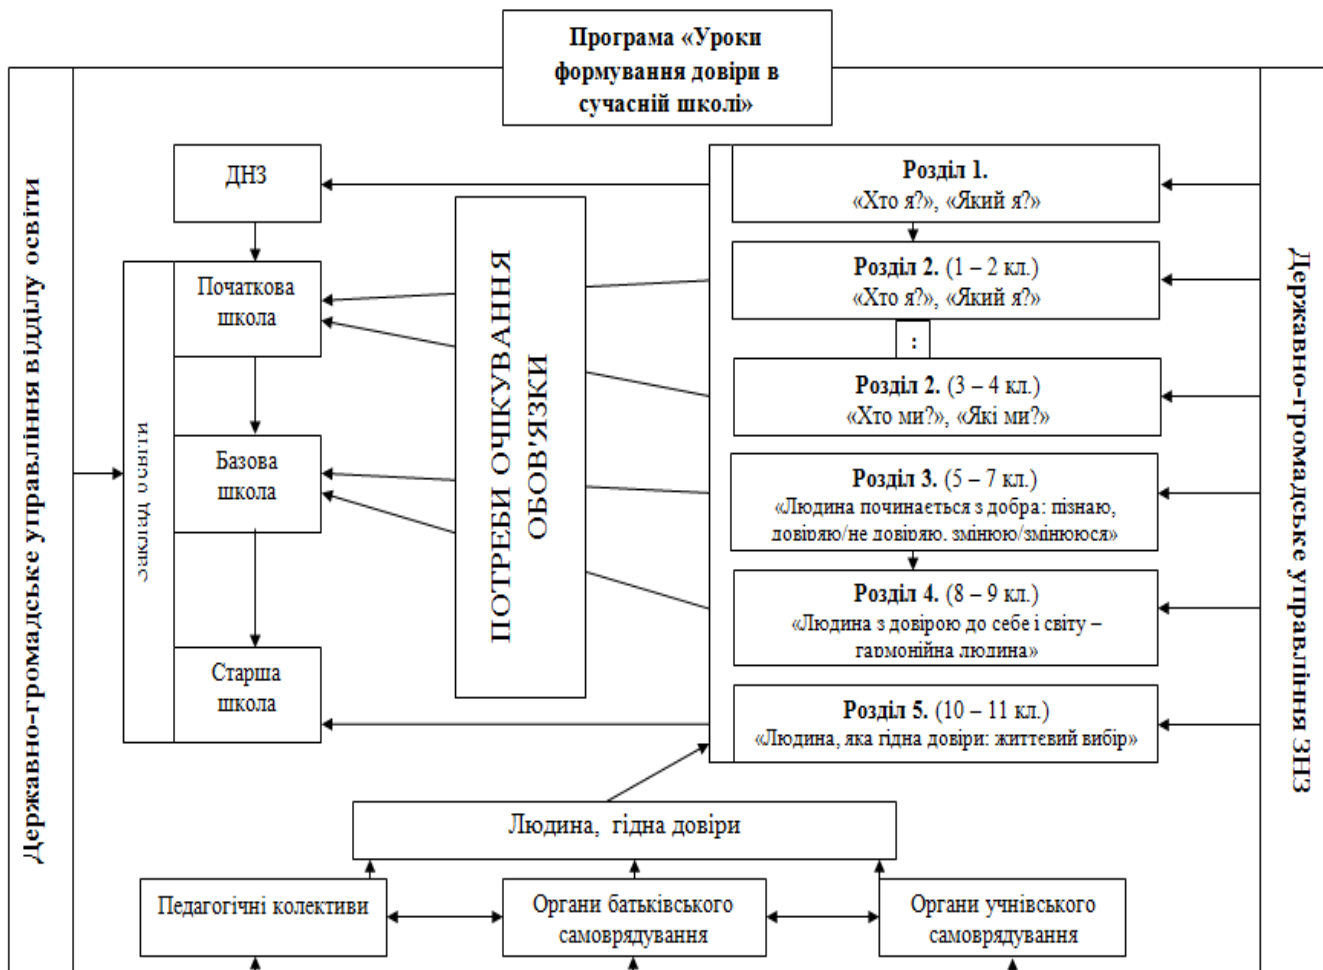 Програма «Уроки
формування довіри в
сучасній школі»
Державно-громадське управління відділу освіти
ДНЗ
Заклад освіти
Початкова
школа
Базова
школа
Старша
школа
ПОТРЕБИ ОЧІКУВАННЯ
ОБОВ'ЯЗКИ
Розділ 1.
«Хто я?», «Який я?»
Розділ 2. (1 – 2 кл.)
«Хто я?», «Який я?»
:
Розділ 2. (3 – 4 кл.)
«Хто ми?», «Які ми?»
Розділ 3. (5 – 7 кл.)
«Людина починається з добра: пізнаю,
довіряю/не довіряю, змінюю/змінююся»
Розділ 4. (8 – 9 кл.)
«Людина з довірою до себе і світу –
гармонійна людина»
Розділ 5. (10 – 11 кл.)
«Людина, яка гідна довіри: життєвий вибір»
Державно-громадське управління ЗНЗ
Людина, гідна довіри
Педагогічні колективи
Органи батьківського
самоврядування
Органи учнівського
самоврядування